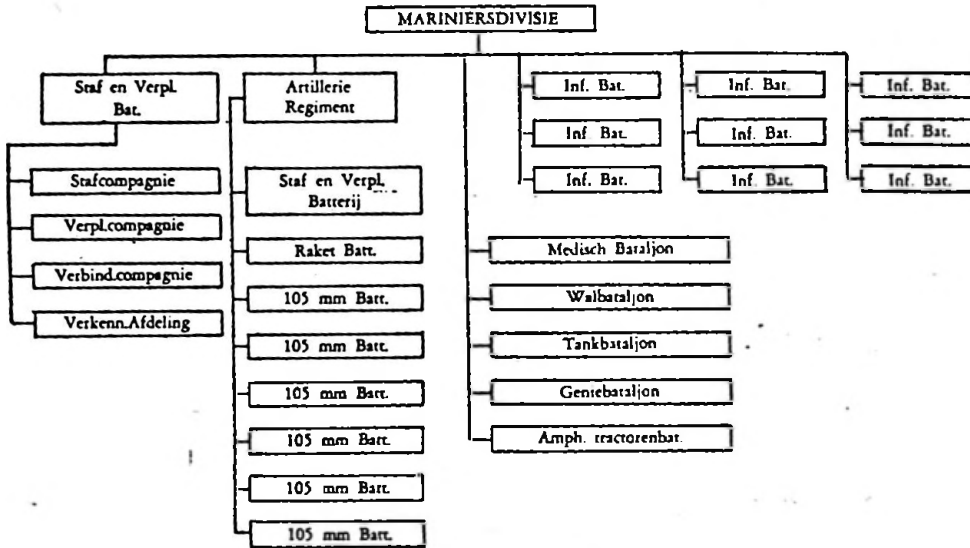 MARINIERSDIVISIE
Staf en Verpl.
Bat.
Stafcompagnie
Verpl.compagnie
Verbind.compagnie
Verkenn.Afdeling
Artillerie
Regiment
Staf en Verpl.
Batterij
Raket Batt.
105 mm Batt.
105 mm Batt.
105 mm Batt.
105 mm Batt.
105 mm Batt.
105 mm Batt.
Inf. Bat.
Inf. Bat.
Inf. Bat.
Inf. Bat.
Inf. Bat.
Inf. Bat.
Inf. Bat.
Inf. Bat.
Inf. Bat.
Medisch Bataljon
Walbataljon
Tankbataljon
Geniebataljon
Amph. tractorenbat.